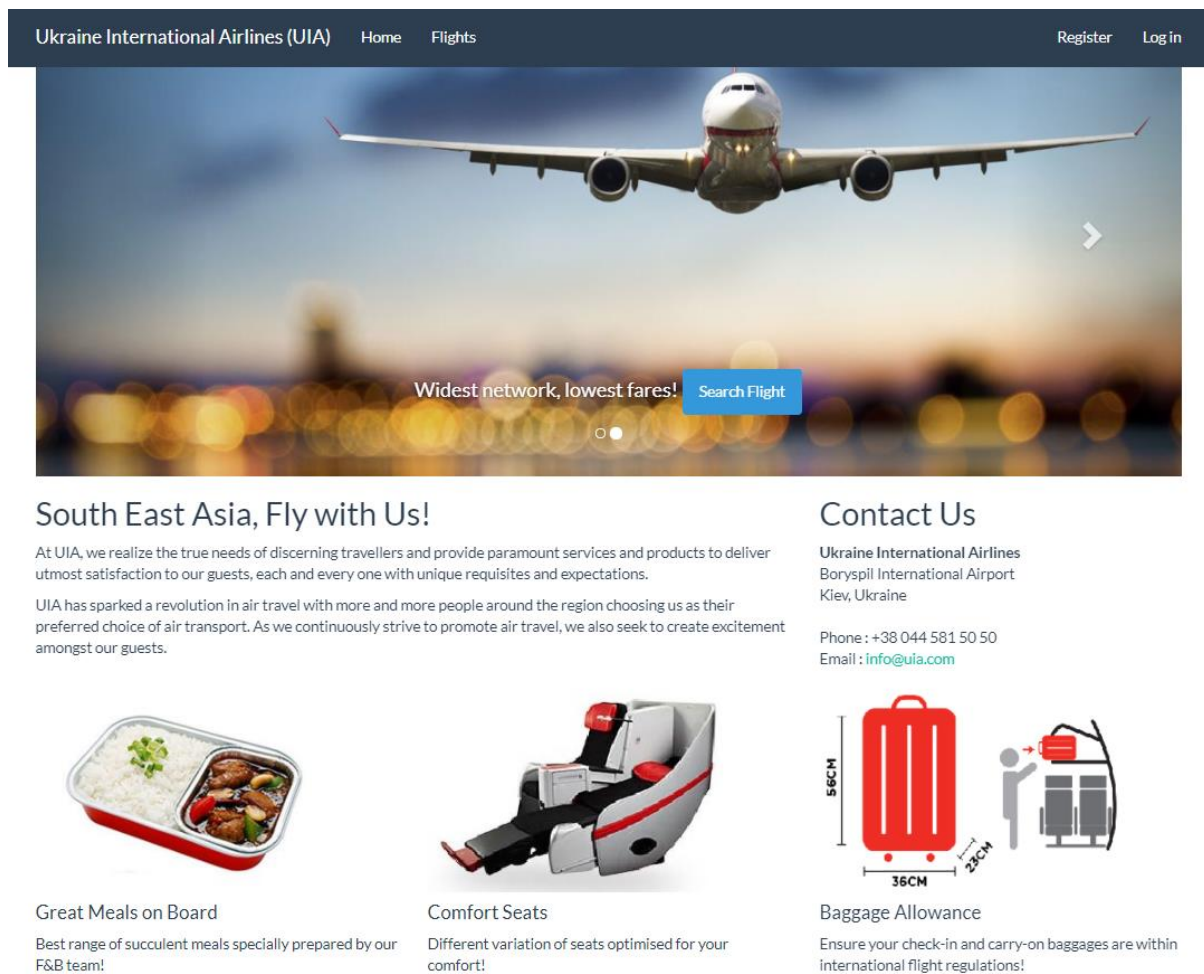 Ukraine International Airlines (UIA) Home Flights Register Log in
Widest network, lowest fares! Search Flight
South East Asia, Fly with Us!
At UIA, we realize the true needs of discerning travellers and provide paramount services and products to deliver
utmost satisfaction to our guests, each and every one with unique requisites and expectations.
UIA has sparked a revolution in air travel with more and more people around the region choosing us as their
preferred choice of air transport. As we continuously strive to promote air travel, we also seek to create excitement
amongst our guests.
Contact Us
Ukraine International Airlines
Boryspil International Airport
Kiev, Ukraine
Phone : +38 044 581 50 50
Email : info@uia.com
56CM
36CM
23CM
Great Meals on Board
Best range of succulent meals specially prepared by our
F&B team!
Comfort Seats
Different variation of seats optimised for your
comfort!
Baggage Allowance
Ensure your check-in and carry-on baggages are within
international flight regulations!